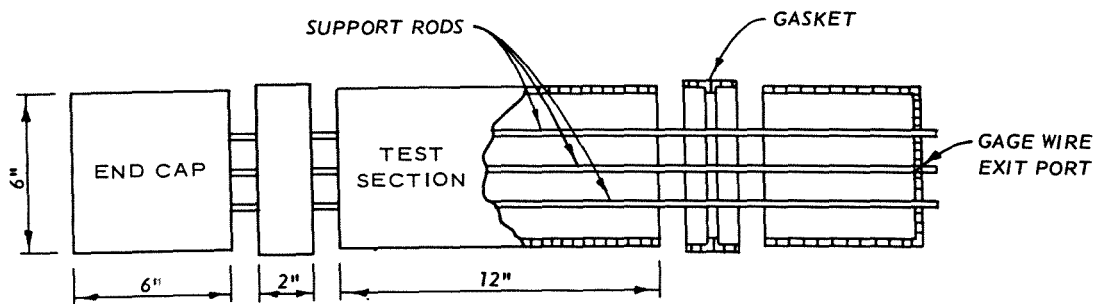 GASKET
SUPPORT RODS
END CAP
TEST
SECTION
GAGE WIRE
EXIT PORT
6"
6"
2"
12"